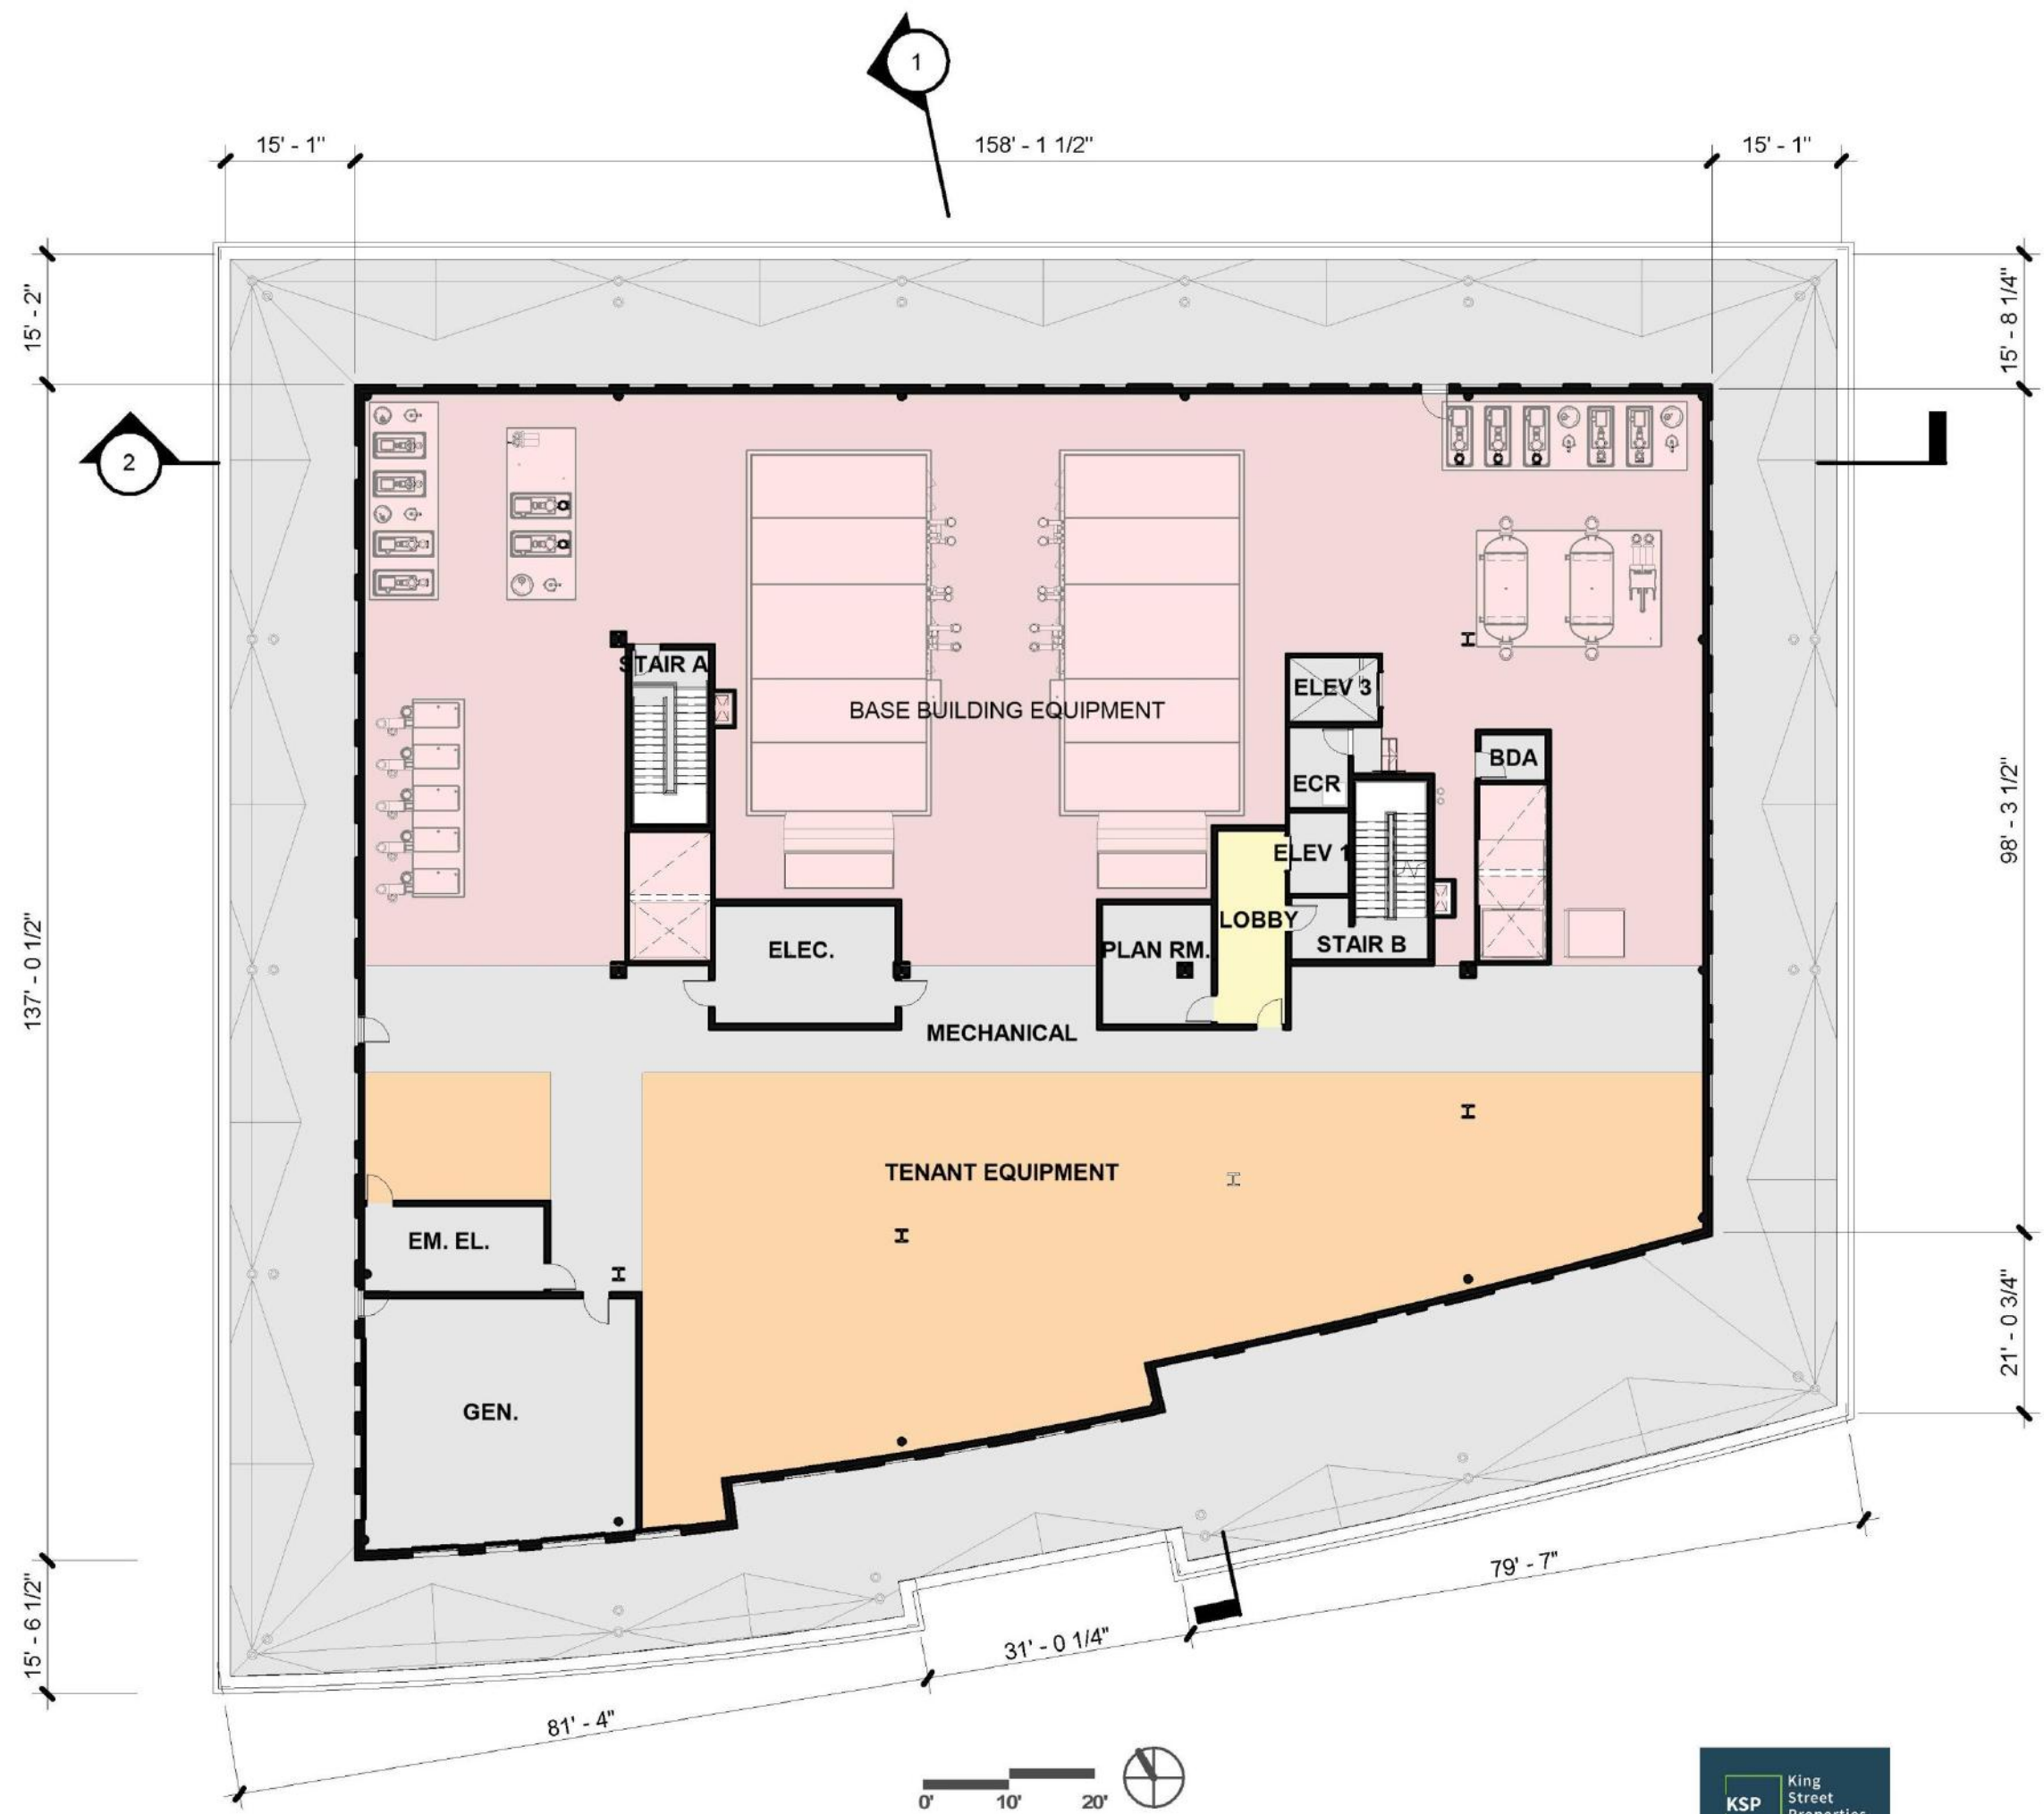 1
15' - 1"
158' - 1 1/2"
15' - 1"
15' - 2"
15' - 8 1/4"
2
STAIR A
ELEV 3
BASE BUILDING EQUIPMENT
BDA
ECR
98' - 3 1/2"
ELEV 1
LOBBY
137' - 0 1/2"
ELEC.
PLAN RM.
STAIR B
MECHANICAL
TENANT EQUIPMENT
EM. EL.
21' - 0 3/4"
GEN.
79' - 7"
15' - 6 1/2"
31' - 0 1/4"
81' - 4"
0' 10' 20'
KSP
King
Street
Properties